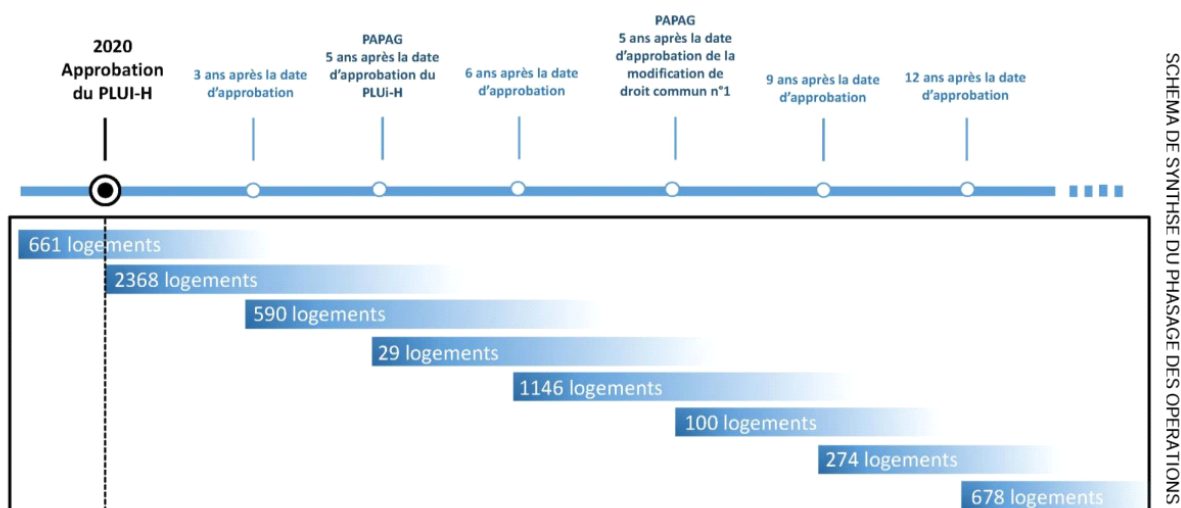 2020
Approbation
du PLUI-H
3 ans après la date
d'approbation
PAPAG
5 ans après la date
d'approbation du
PLUi-H
6 ans après la date
d'approbation
PAPAG
5 ans après la date
d'approbation de la
modification de
droit commun n°1
9 ans après la date
d'approbation
12 ans après la date
d'approbation
661 logements
2368 logements
590 logements
29 logements
1146 logements
100 logements
274 logements
678 logements
SCHEMA DE SYNTHSE DU PHASAGE DES OPERATIONS